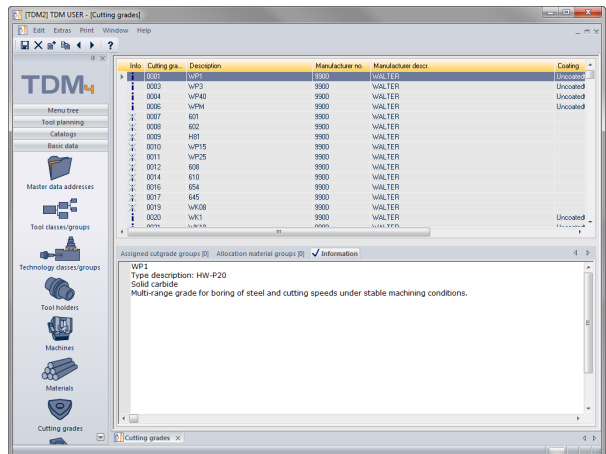 [TDM2] TDM USER - [Cutting grades]
Edit Extras Print Window Help
TDM4
Menu tree
Tool planning
Catalogs
Basic data
Master data addresses
Tool classes/groups
Technology classes/groups
Tool holders
Machines
Materials
Cutting grades
Info Cutting gra... Description Manufacturer no. Manufacturer descr. Coating
0001 WP1 9900 WALTER Uncoated
0003 WP3 9900 WALTER Uncoated
0004 WP40 9900 WALTER Uncoated
0006 WPM 9900 WALTER Uncoated
0007 601 9900 WALTER
0008 602 9900 WALTER
0009 H81 9900 WALTER
0010 WP15 9900 WALTER
0011 WP25 9900 WALTER
0012 608 9900 WALTER
0014 610 9900 WALTER
0016 654 9900 WALTER
0017 645 9900 WALTER
0019 WK08 9900 WALTER
0020 WK1 9900 WALTER Uncoated
Assigned cutgrade groups [0] Allocation material groups [0] Information
WP1
Type description: HW-P20
Solid carbide
Multi-range grade for boring of steel and cutting speeds under stable machining conditions.
Cutting grades